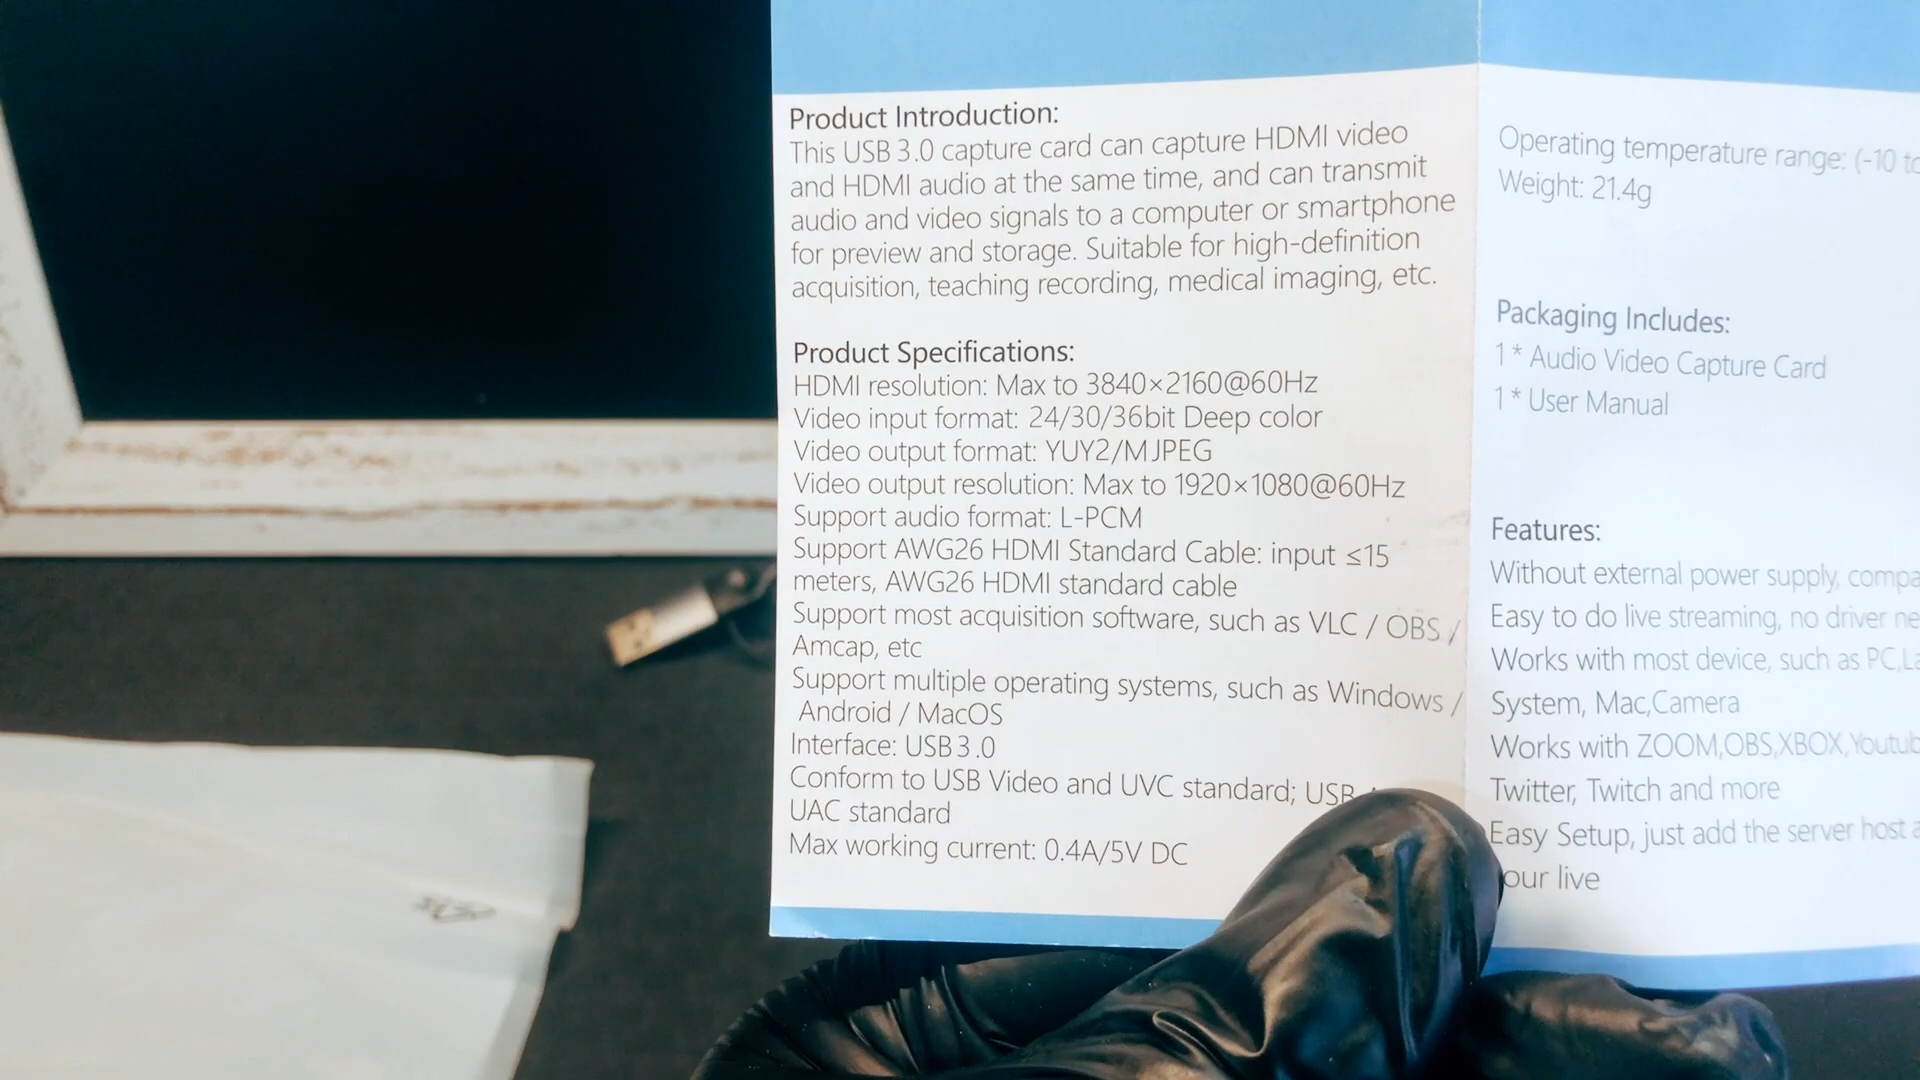 Product Introduction:
This USB 3.0 capture card can capture HDMI video
and HDMI audio at the same time, and can transmit
audio and video signals to a computer or smartphone
for preview and storage. Suitable for high-definition
acquisition, teaching recording, medical imaging, etc.
Product Specifications:
HDMI resolution: Max to 3840×2160@60Hz
Video input format: 24/30/36bit Deep color
Video output format: YUY2/MJPEG
Video output resolution: Max to 1920×1080@60Hz
Support audio format: L-PCM
Support AWG26 HDMI Standard Cable: input ≤15
meters, AWG26 HDMI standard cable
Support most acquisition software, such as VLC / OBS /
Amcap, etc
Support multiple operating systems, such as Windows /
Android / MacOS
Interface: USB 3.0
Conform to USB Video and UVC standard; USB
UAC standard
Max working current: 0.4A/5V DC
Operating temperature range: (-10 to
Weight: 21.4g
Packaging Includes:
1 * Audio Video Capture Card
1 * User Manual
Features:
Without external power supply,
Easy to do live streaming, no driver
Works with most device, such as PC,
System, Mac,Camera
Works with ZOOM,OBS,XBOX,
Twitter, Twitch and more
Easy Setup, just add the server host
our live